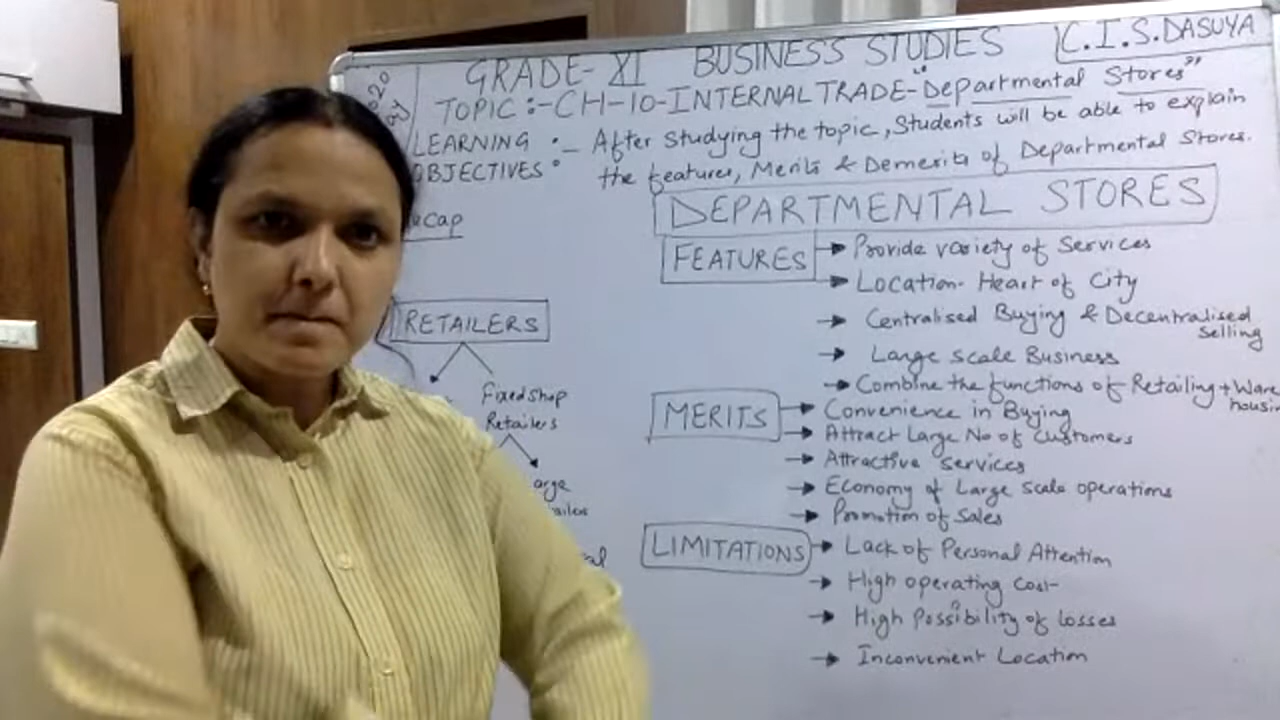 GRADE- XI BUSINESS STUDIES
C.I.S. DASUYA
TOPIC :- CH-10-INTERNAL TRADE-"Departmental Stores"
LEARNING OBJECTIVES :- After studying the topic, Students will be able to explain
the features, Merits & Demerits of Departmental Stores.
RETAILERS
Fixed shop
Retailers
DEPARTMENTAL STORES
FEATURES
→ Provide variety of Services
→ Location- Heart of City
→ Centralised Buying & Decentralised
Selling
→ Large Scale Business
→ Combine the functions of Retailing + Ware
MERITS
→ Convenience in Buying
→ Attract Large No of Customers
→ Attractive services
→ Economy of Large Scale operations
→ Promotion of Sales
LIMITATIONS
→ Lack of Personal Attention
→ High operating Cost-
→ High Possibility of losses
→ Inconvenient Location